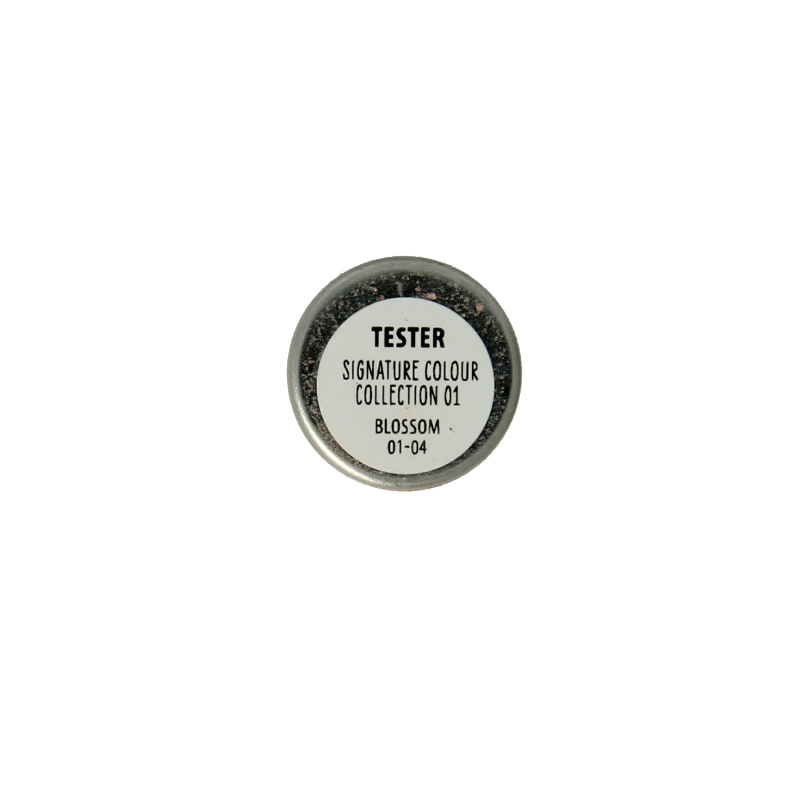 TESTER
SIGNATURE COLOUR
COLLECTION 01
BLOSSOM
01-04